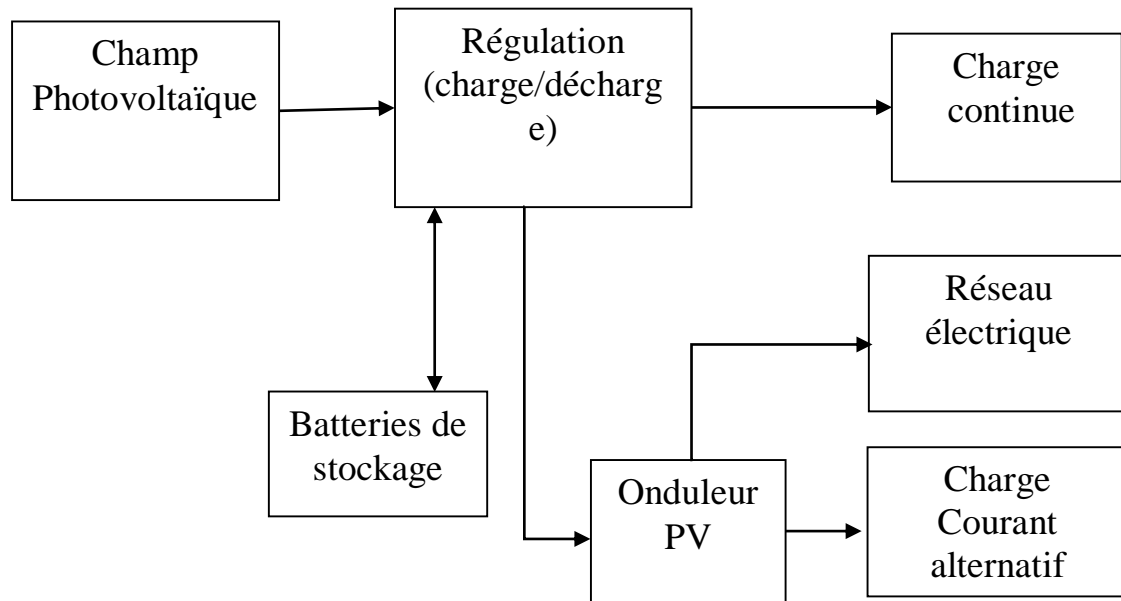 Champ
Photovoltaïque
Régulation
(charge/décharg
e)
Charge
continue
Réseau
électrique
Batteries de
stockage
Onduleur
PV
Charge
Courant
alternatif